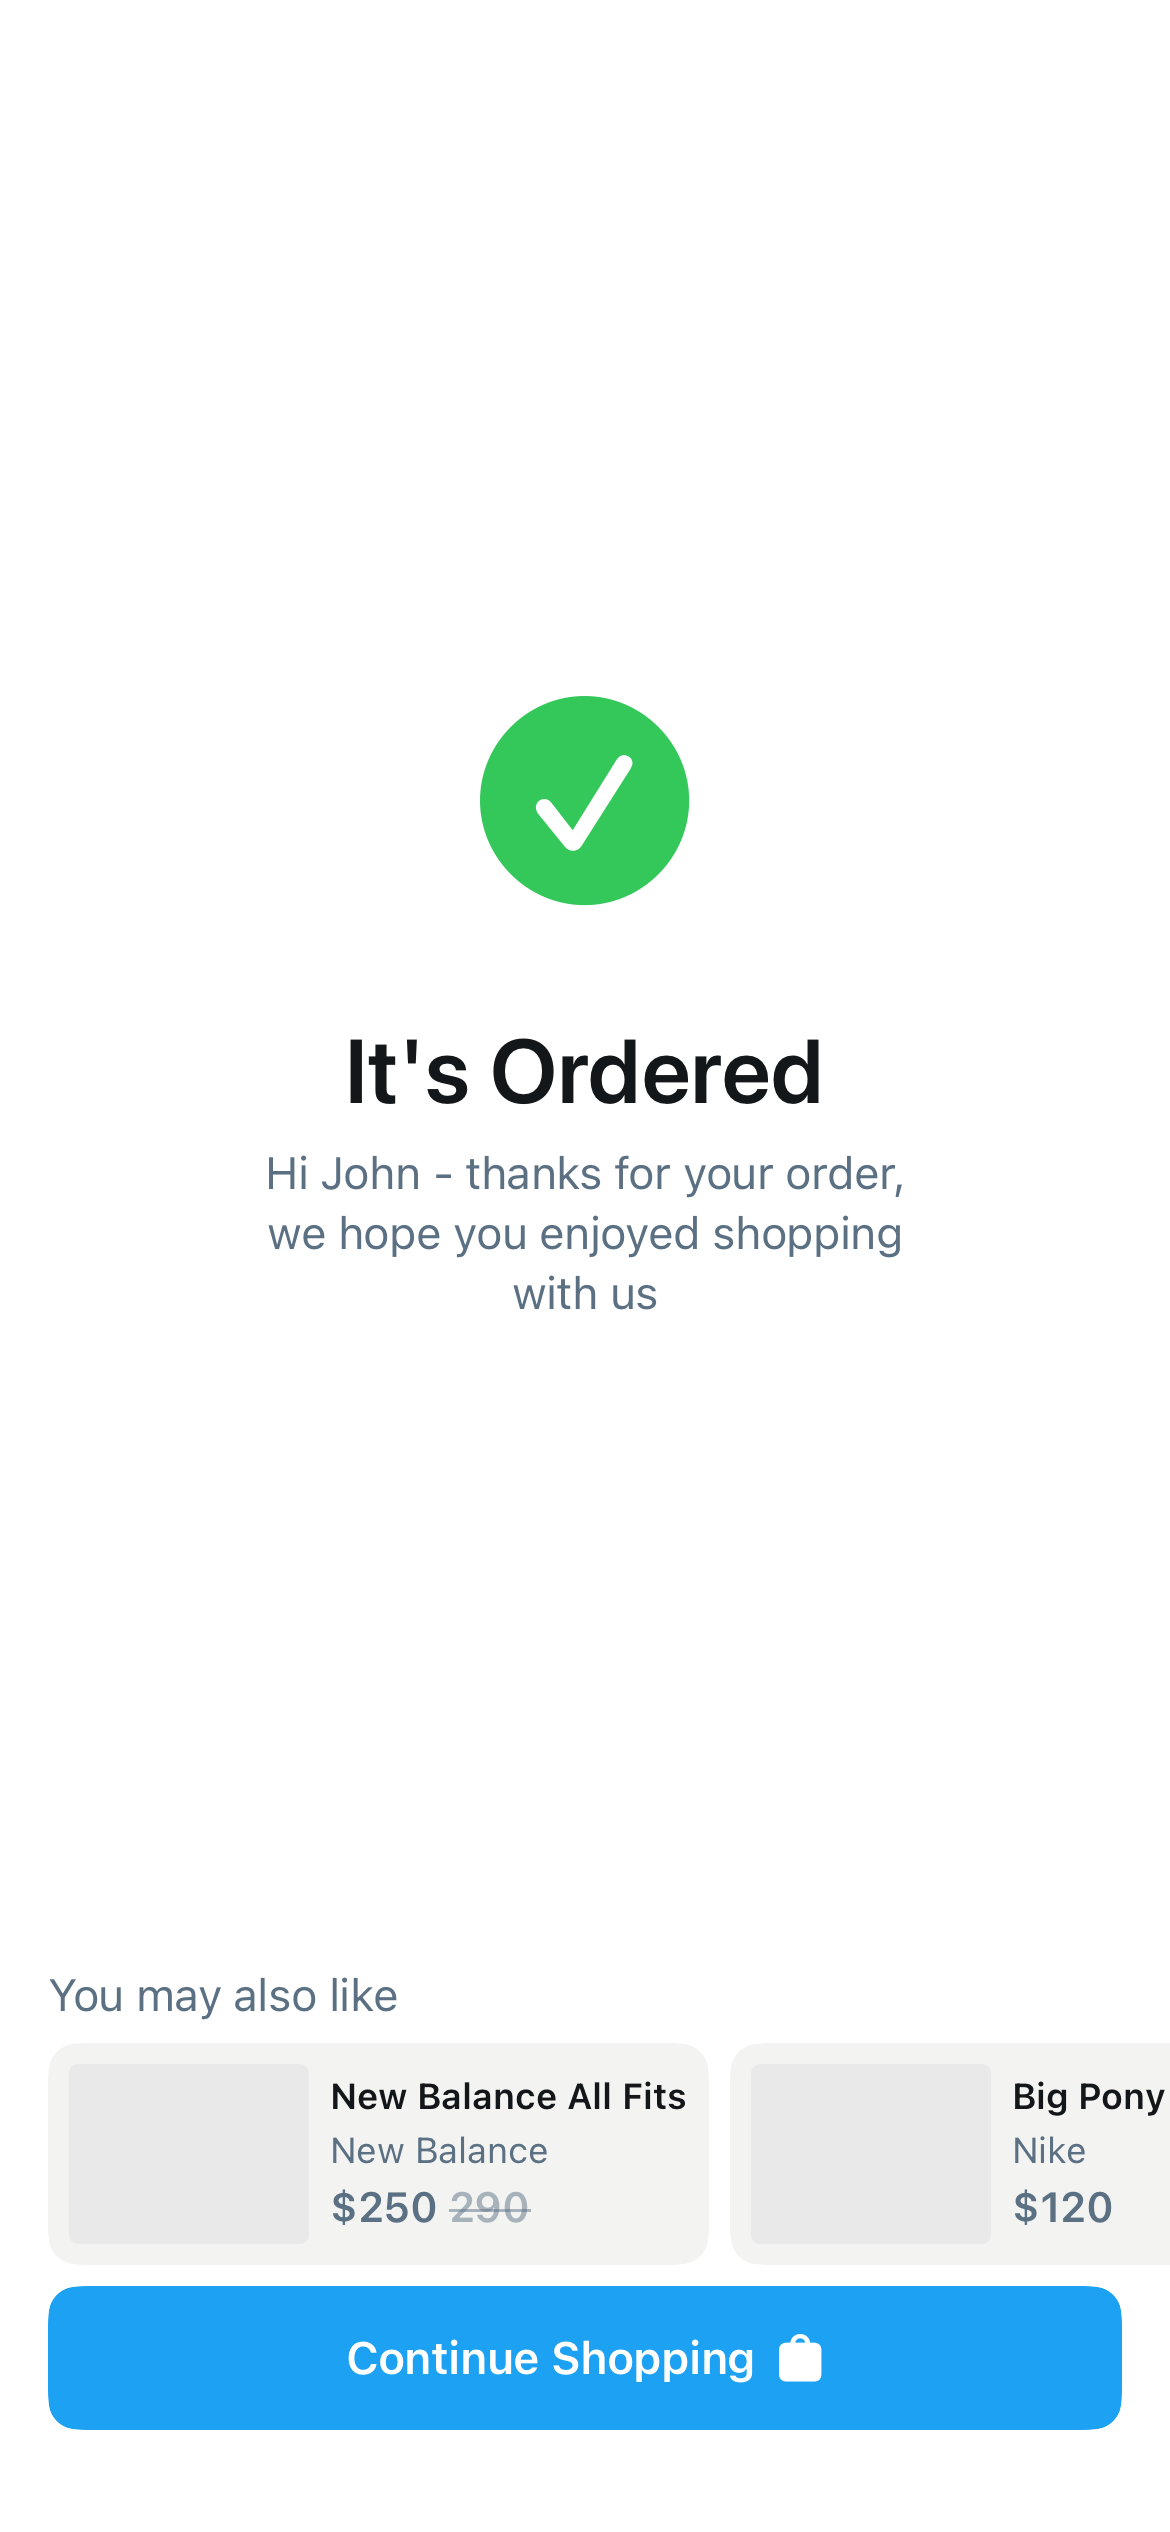 It's Ordered
Hi John - thanks for your order,
we hope you enjoyed shopping
with us
You may also like
New Balance All Fits
New Balance
$250 290
Big Pony
Nike
$120
Continue Shopping